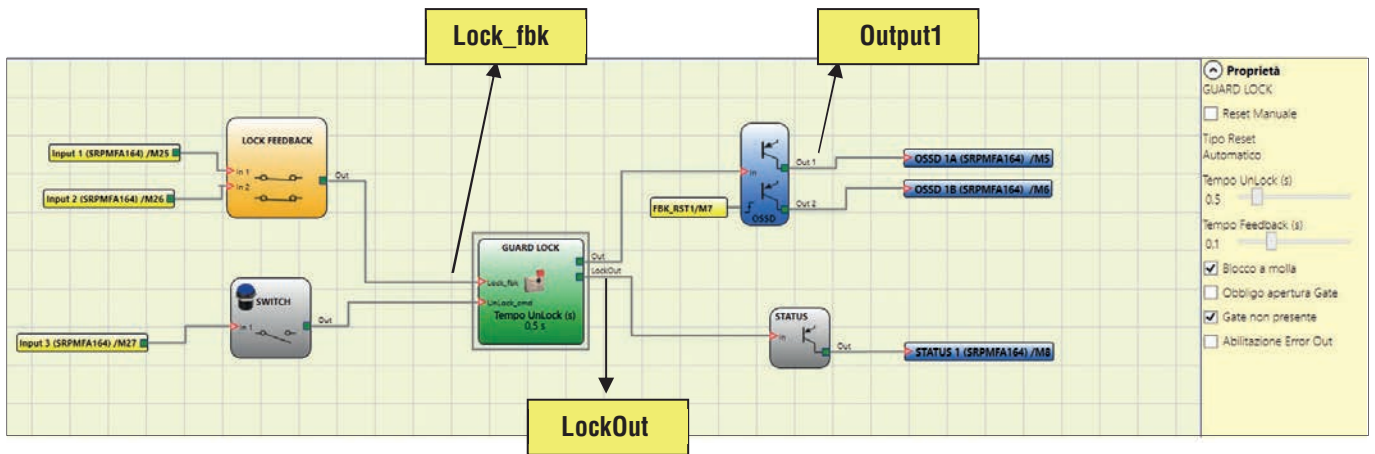 Lock_fbk
Output1
LOCK FEEDBACK
Input 1 (SRPMFA164) /M25
In 1
Out
Input 2 (SRPMFA164) /M26
In 2
SWITCH
Input 3 (SRPMFA164) /M27
In 1
Out
GUARD LOCK
Out
LockOut
Lock_fbk
UnLock_cmd
Tempo UnLock (s)
0,5 s
In
Out 1
Out 2
OSSD
FBK_RST1/M7
OSSD 1A (SRPMFA164) /M5
OSSD 1B (SRPMFA164) /M6
STATUS
In
Out
STATUS 1 (SRPMFA164) /M8
LockOut
Proprietà
GUARD LOCK
Reset Manuale
Tipo Reset
Automatico
Tempo UnLock (s)
0.5
Tempo Feedback (s)
0.1
Blocco a molla
Obbligo apertura Gate
Gate non presente
Abilitazione Error Out